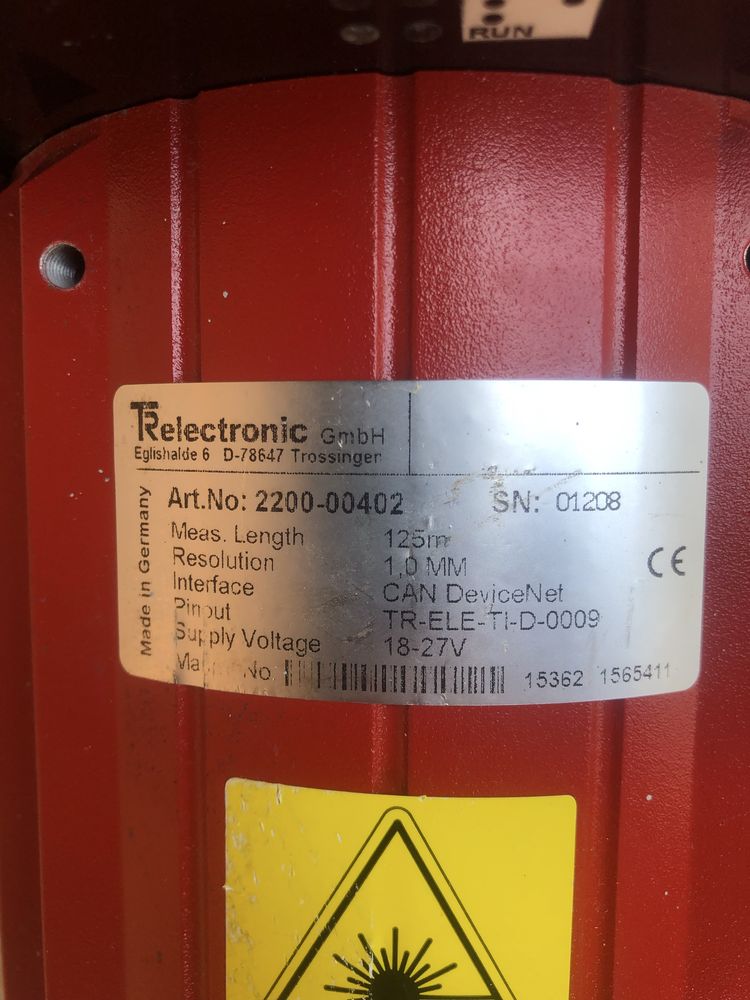 RUN
TRelectronic GmbH
Eglishalde 6 D-78647 Trossingen
Art.No: 2200-00402 SN: 01208
Meas. Length 125m
Resolution 1,0 MM
Interface CAN DeviceNet
Pinout TR-ELE-TI-D-0009
Supply Voltage 18-27V
No 15362 1565411
Made in Germany
CE